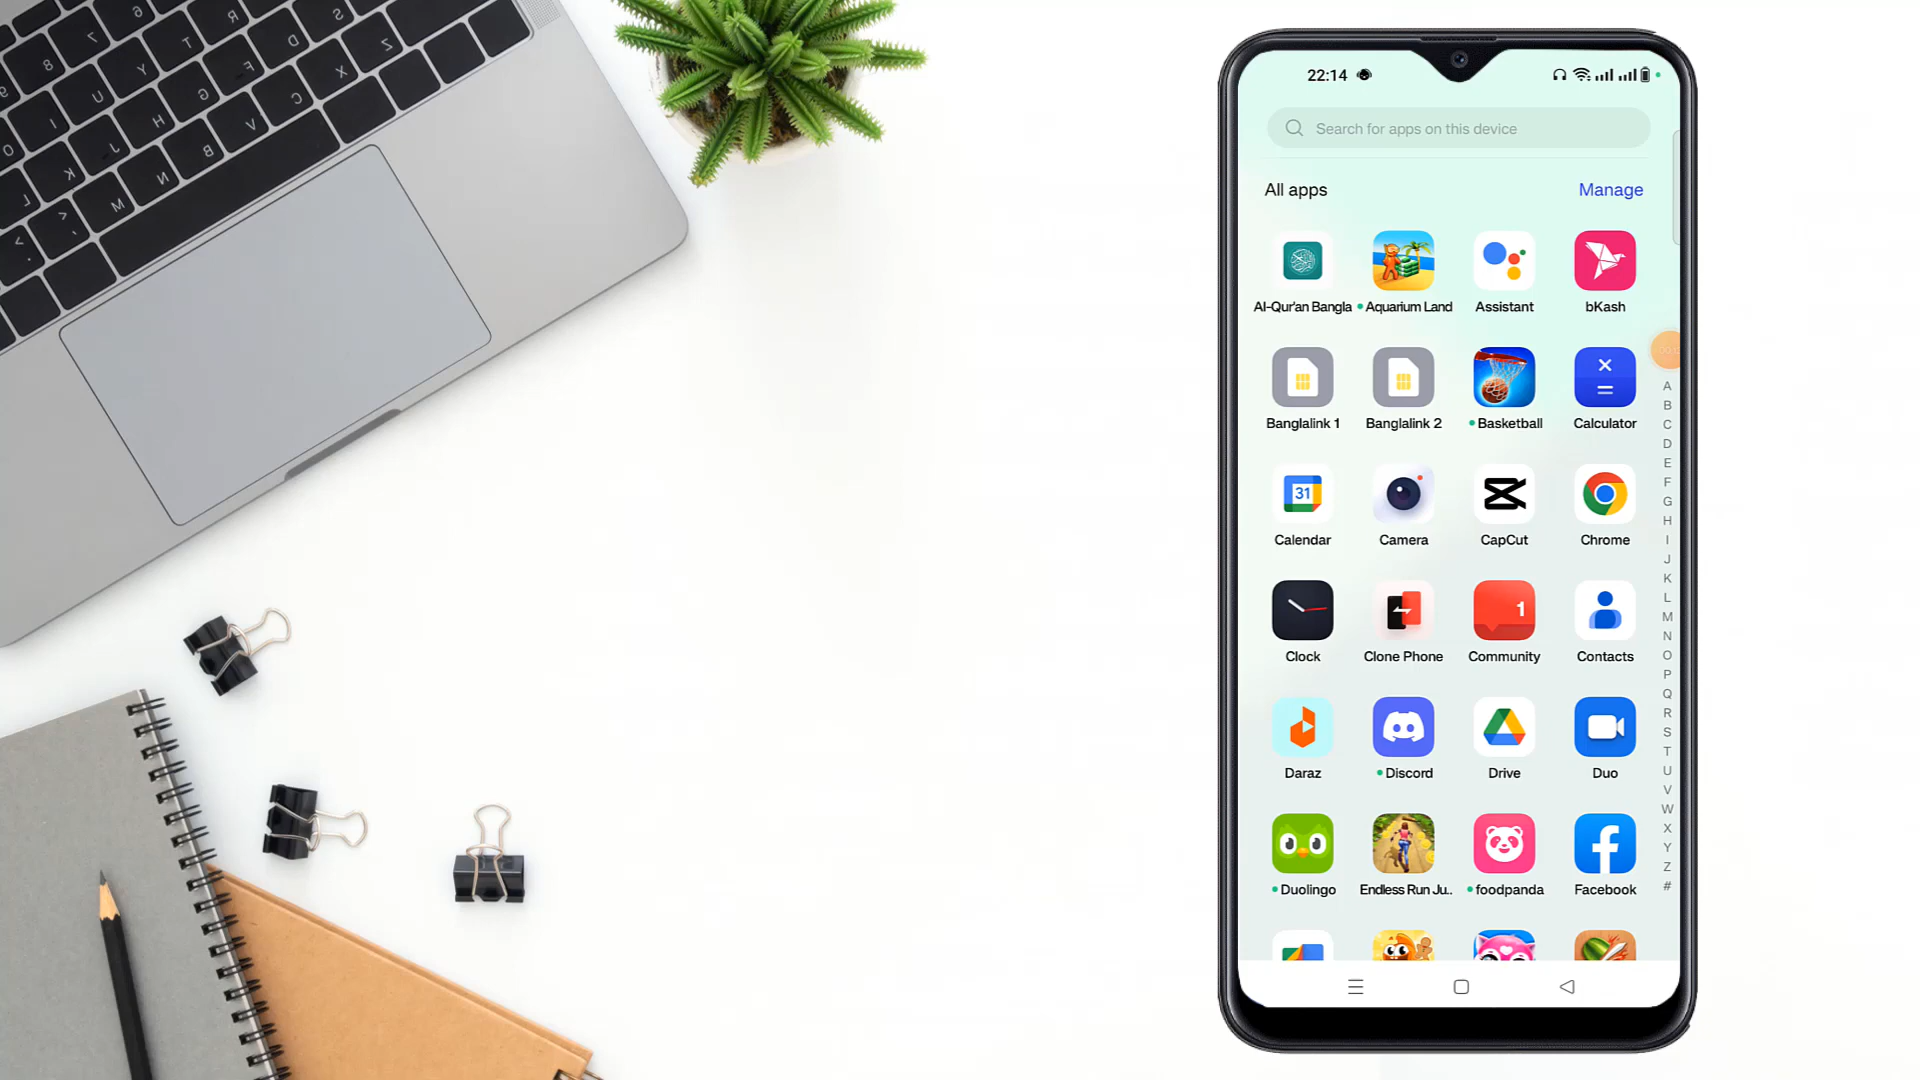 22:14
Search for apps on this device
All apps Manage
Al-Qur'an Bangla Aquarium Land Assistant bKash
Banglalink 1 Banglalink 2 Basketball Calculator
31
Calendar Camera CapCut Chrome
1
Clock Clone Phone Community Contacts
Daraz Discord Drive Duo
Duolingo Endless Run Ju.. foodpanda Facebook
A
B
C
D
E
F
G
H
I
J
K
L
M
N
O
P
Q
R
S
T
U
V
W
X
Y
Z
#